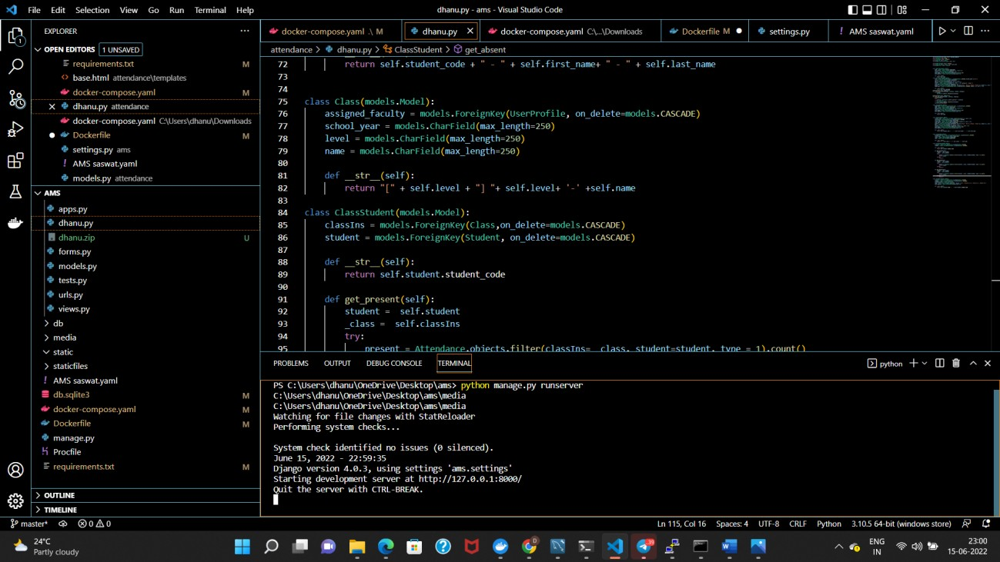 File Edit Selection View Go Run Terminal Help
dhanu.py - ams - Visual Studio Code
EXPLORER
OPEN EDITORS 1 UNSAVED
requirements.txt M
base.html attendance\templates
docker-compose.yaml M
dhanu.py attendance
docker-compose.yaml C:\Users\dhanu\Downloads
Dockerfile M
settings.py ams
! AMS saswat.yaml
models.py attendance
AMS
apps.py
dhanu.py
dhanu.zip U
forms.py
models.py
tests.py
urls.py
views.py
db
media
static
staticfiles
! AMS saswat.yaml
db.sqlite3 M
docker-compose.yaml M
Dockerfile M
manage.py
Procfile
requirements.txt M
OUTLINE
TIMELINE
docker-compose.yaml .\ M
dhanu.py
docker-compose.yaml C:\...\Downloads
Dockerfile M
settings.py
! AMS saswat.yaml
attendance > dhanu.py > ClassStudent > get_absent
72 return self.student_code + " - " + self.first_name+ " - " + self.last_name
73
74
75 class Class(models.Model):
76 assigned_faculty = models.ForeignKey(UserProfile, on_delete=models.CASCADE)
77 school_year = models.CharField(max_length=250)
78 level = models.CharField(max_length=250)
79 name = models.CharField(max_length=250)
80
81 def __str__(self):
82 return "[" + self.level + "] "+ self.level+ '-' +self.name
83
84 class ClassStudent(models.Model):
85 classIns = models.ForeignKey(Class,on_delete=models.CASCADE)
86 student = models.ForeignKey(Student, on_delete=models.CASCADE)
87
88 def __str__(self):
89 return self.student.student_code
90
91 def get_present(self):
92 student =  self.student
93 _class =  self.classIns
94 try:
95 present = Attendance.objects.filter(classIns= _class, student=student, type = 1).count()
PROBLEMS OUTPUT DEBUG CONSOLE TERMINAL
python
PS C:\Users\dhanu\OneDrive\Desktop\ams> python manage.py runserver
C:\Users\dhanu\OneDrive\Desktop\ams\media
C:\Users\dhanu\OneDrive\Desktop\ams\media
Watching for file changes with StatReloader
Performing system checks...
System check identified no issues (0 silenced).
June 15, 2022 - 22:59:35
Django version 4.0.3, using settings 'ams.settings'
Starting development server at http://127.0.0.1:8000/
Quit the server with CTRL-BREAK.
master* 0 0
Ln 115, Col 16 Spaces: 4 UTF-8 CRLF Python 3.10.5 64-bit (windows store)
24°C
Partly cloudy
ENG
IN
23:00
15-06-2022